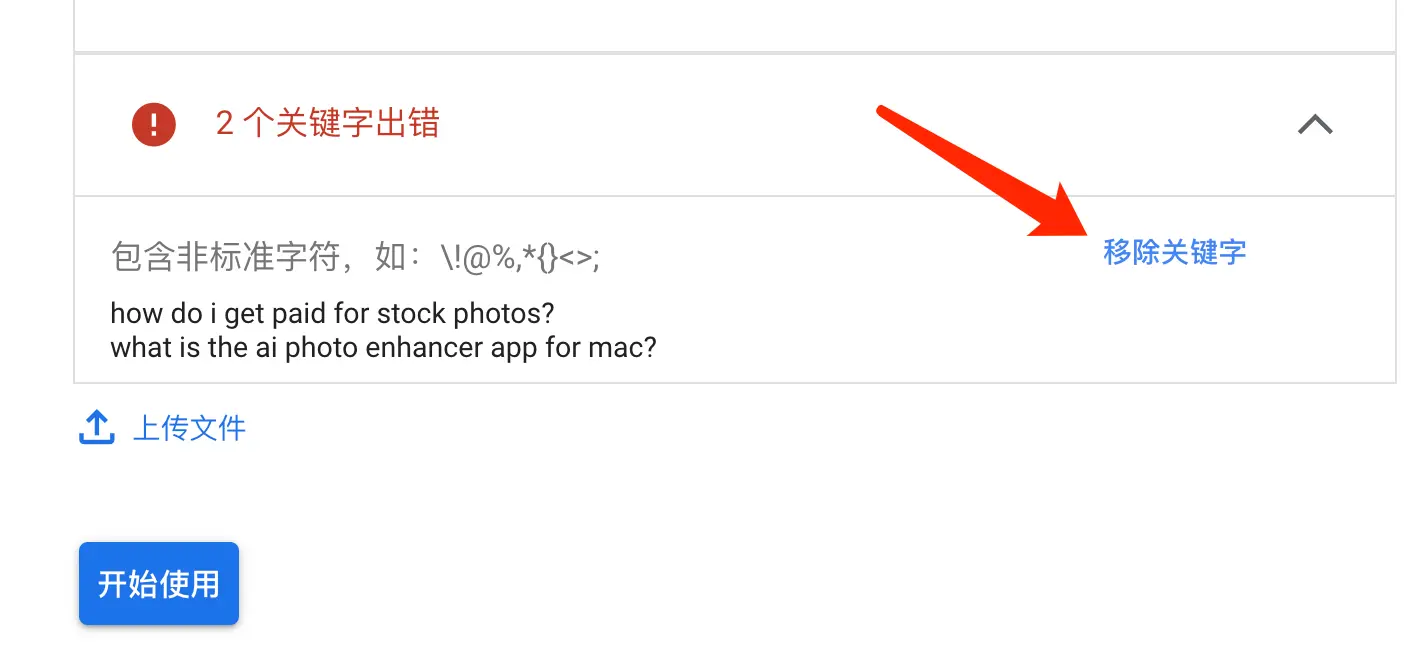 2 个关键字出错
包含非标准字符，如：\!@%,*{}<>;
移除关键字
how do i get paid for stock photos?
what is the ai photo enhancer app for mac?
上传文件
开始使用